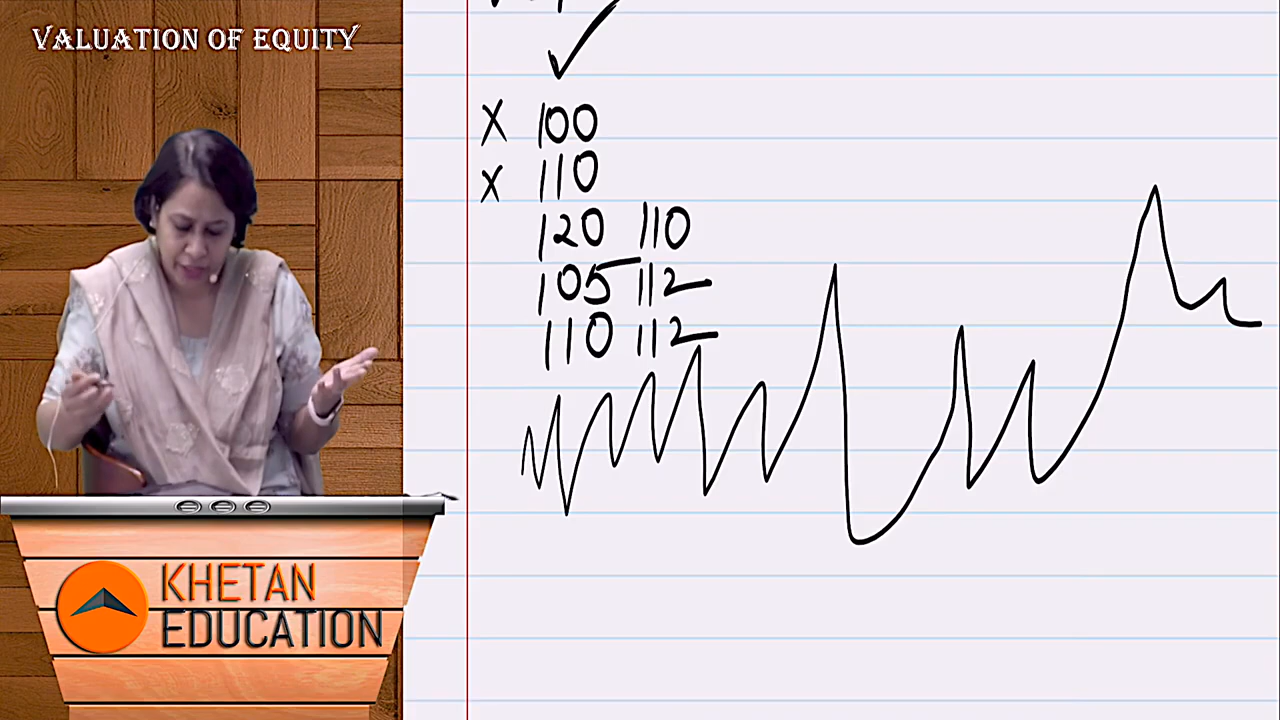 VALUATION OF EQUITY
X 100
X 110
120 110
105 112
110 112
KHETAN
EDUCATION